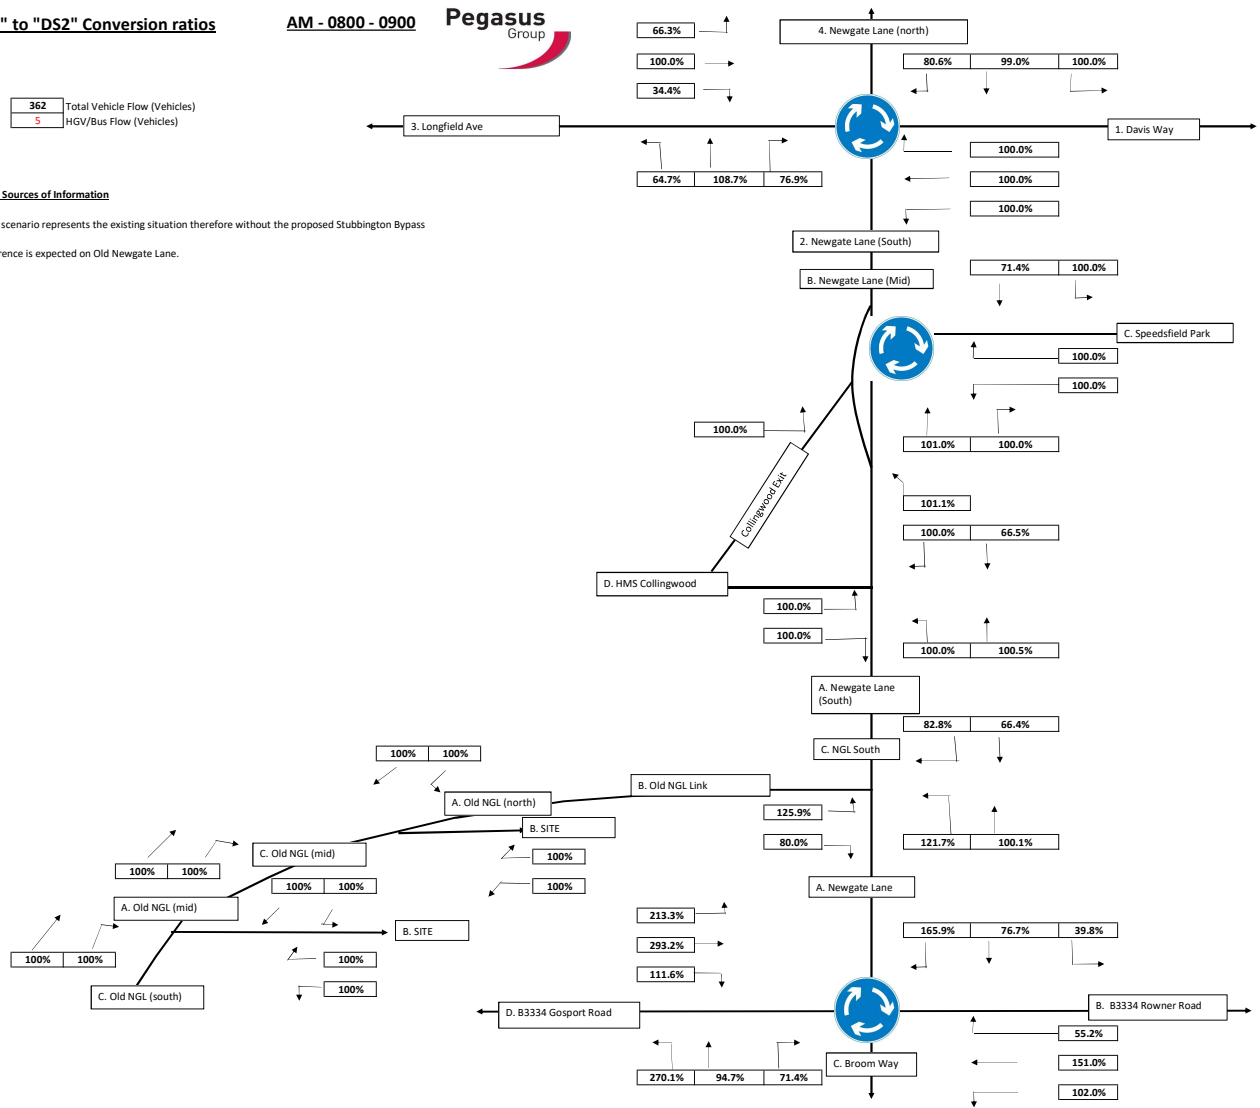 " to "DS2" Conversion ratios
AM - 0800 - 0900
Pegasus
Group
362 Total Vehicle Flow (Vehicles)
5 HGV/Bus Flow (Vehicles)
Sources of Information
scenario represents the existing situation therefore without the proposed Stubbington Bypass
rence is expected on Old Newgate Lane.
66.3%
100.0%
34.4%
4. Newgate Lane (north)
80.6% 99.0% 100.0%
3. Longfield Ave
1. Davis Way
64.7% 108.7% 76.9%
100.0%
100.0%
100.0%
2. Newgate Lane (South)
B. Newgate Lane (Mid)
71.4% 100.0%
C. Speedsfield Park
100.0%
100.0%
100.0%
101.0% 100.0%
Collingwood Exit
101.1%
100.0% 66.5%
D. HMS Collingwood
100.0%
100.0%
100.0% 100.5%
A. Newgate Lane
(South)
82.8% 66.4%
C. NGL South
100% 100%
B. Old NGL Link
A. Old NGL (north)
125.9%
80.0%
121.7% 100.1%
B. SITE
C. Old NGL (mid)
100%
100%
100% 100%
100% 100%
A. Newgate Lane
A. Old NGL (mid)
B. SITE
100% 100%
100%
100%
C. Old NGL (south)
213.3%
293.2%
111.6%
165.9% 76.7% 39.8%
D. B3334 Gosport Road
B. B3334 Rowner Road
55.2%
151.0%
102.0%
C. Broom Way
270.1% 94.7% 71.4%